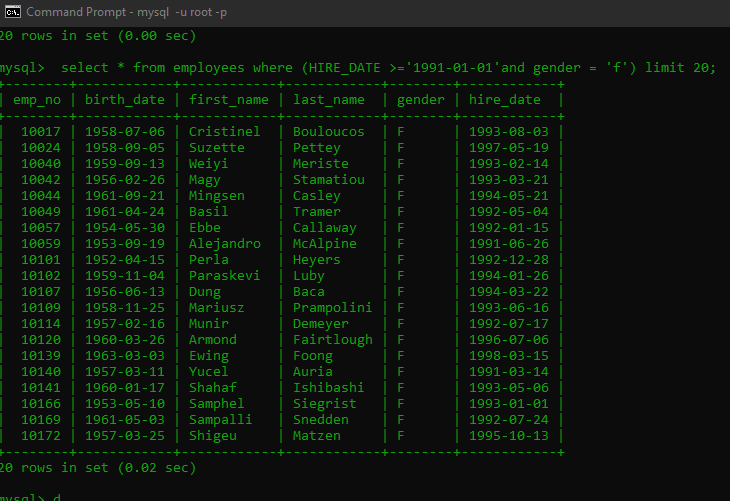 Command Prompt - mysql  -u root -p
20 rows in set (0.00 sec)
mysql>  select * from employees where (HIRE_DATE >='1991-01-01'and gender = 'f') limit 20;
+--------+------------+------------+------------+--------+------------+
| emp_no | birth_date | first_name | last_name  | gender | hire_date  |
+--------+------------+------------+------------+--------+------------+
|  10017 | 1958-07-06 | Cristinel  | Bouloucos  | F      | 1993-08-03 |
|  10024 | 1958-09-05 | Suzette    | Pettey     | F      | 1997-05-19 |
|  10040 | 1959-09-13 | Weiyi      | Meriste    | F      | 1993-02-14 |
|  10042 | 1956-02-26 | Magy       | Stamatiou  | F      | 1993-03-21 |
|  10044 | 1961-09-21 | Mingsen    | Casley     | F      | 1994-05-21 |
|  10049 | 1961-04-24 | Basil      | Tramer     | F      | 1992-05-04 |
|  10057 | 1954-05-30 | Ebbe       | Callaway   | F      | 1992-01-15 |
|  10059 | 1953-09-19 | Alejandro  | McAlpine   | F      | 1991-06-26 |
|  10101 | 1952-04-15 | Perla      | Heyers     | F      | 1992-12-28 |
|  10102 | 1959-11-04 | Paraskevi  | Luby       | F      | 1994-01-26 |
|  10107 | 1956-06-13 | Dung       | Baca       | F      | 1994-03-22 |
|  10109 | 1958-11-25 | Mariusz    | Prampolini | F      | 1993-06-16 |
|  10114 | 1957-02-16 | Munir      | Demeyer    | F      | 1992-07-17 |
|  10120 | 1960-03-26 | Armond     | Fairtlough | F      | 1996-07-06 |
|  10139 | 1963-03-03 | Ewing      | Foong      | F      | 1998-03-15 |
|  10140 | 1957-03-11 | Yucel      | Auria      | F      | 1991-03-14 |
|  10141 | 1960-01-17 | Shahaf     | Ishibashi  | F      | 1993-05-06 |
|  10166 | 1953-05-10 | Samphel    | Siegrist   | F      | 1993-01-01 |
|  10169 | 1961-05-03 | Sampalli   | Snedden    | F      | 1992-07-24 |
|  10172 | 1957-03-25 | Shigeu     | Matzen     | F      | 1995-10-13 |
+--------+------------+------------+------------+--------+------------+
20 rows in set (0.02 sec)
mysql> d